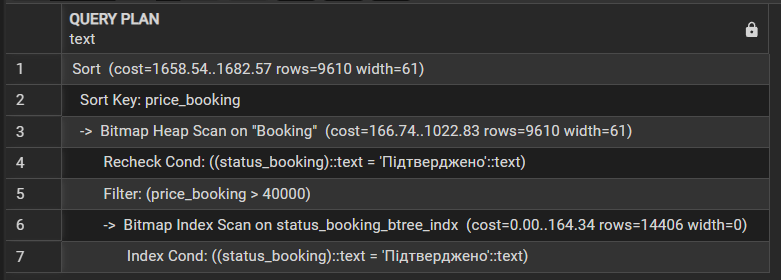 QUERY PLAN
text
1 Sort (cost=1658.54..1682.57 rows=9610 width=61)
2 Sort Key: price_booking
3 -> Bitmap Heap Scan on "Booking" (cost=166.74..1022.83 rows=9610 width=61)
4 Recheck Cond: ((status_booking)::text = 'Підтверджено'::text)
5 Filter: (price_booking > 40000)
6 -> Bitmap Index Scan on status_booking_btree_indx (cost=0.00..164.34 rows=14406 width=0)
7 Index Cond: ((status_booking)::text = 'Підтверджено'::text)